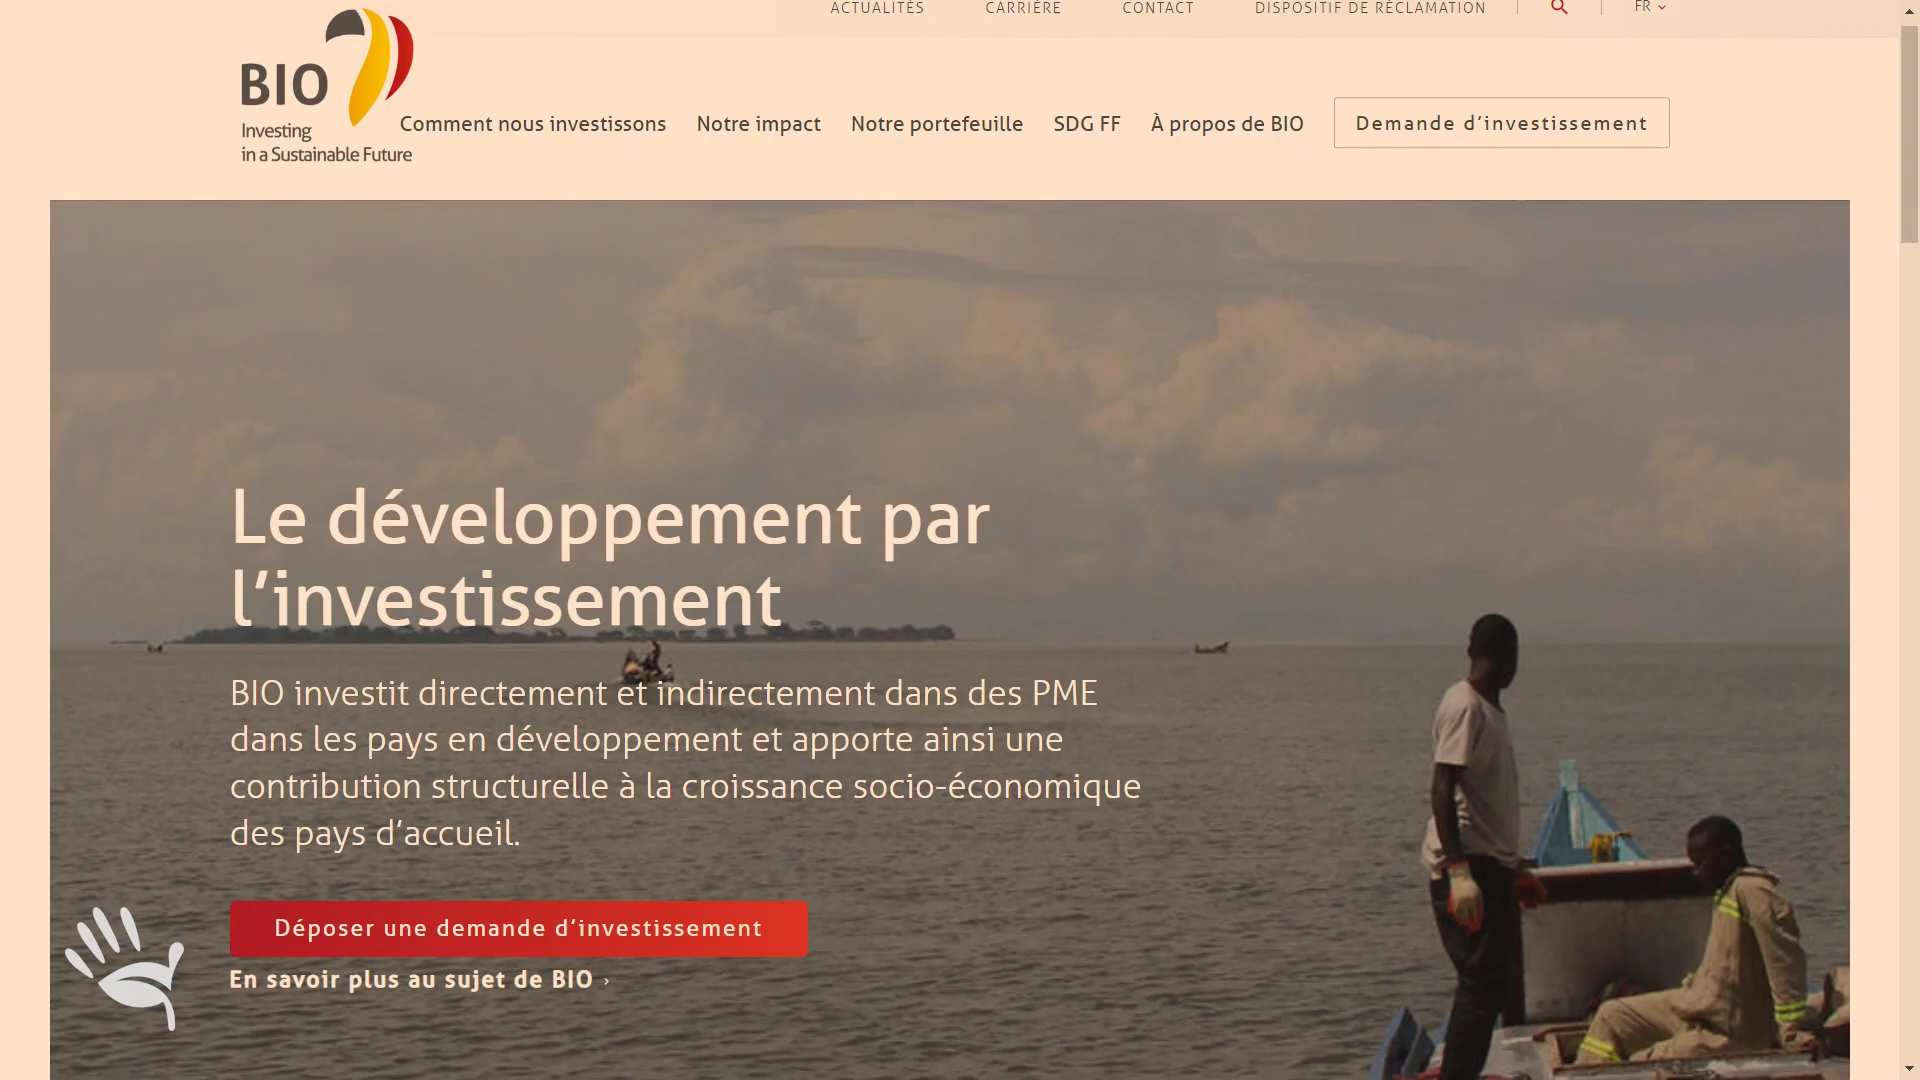 ACTUALITÉS
CARRIÈRE
CONTACT
DISPOSITIF DE RÉCLAMATION
FR
BIO
Investing
in a Sustainable Future
Comment nous investissons
Notre impact
Notre portefeuille
SDG FF
À propos de BIO
Demande d’investissement
Le développement par
l’investissement
BIO investit directement et indirectement dans des PME
dans les pays en développement et apporte ainsi une
contribution structurelle à la croissance socio-économique
des pays d’accueil.
Déposer une demande d’investissement
En savoir plus au sujet de BIO ›